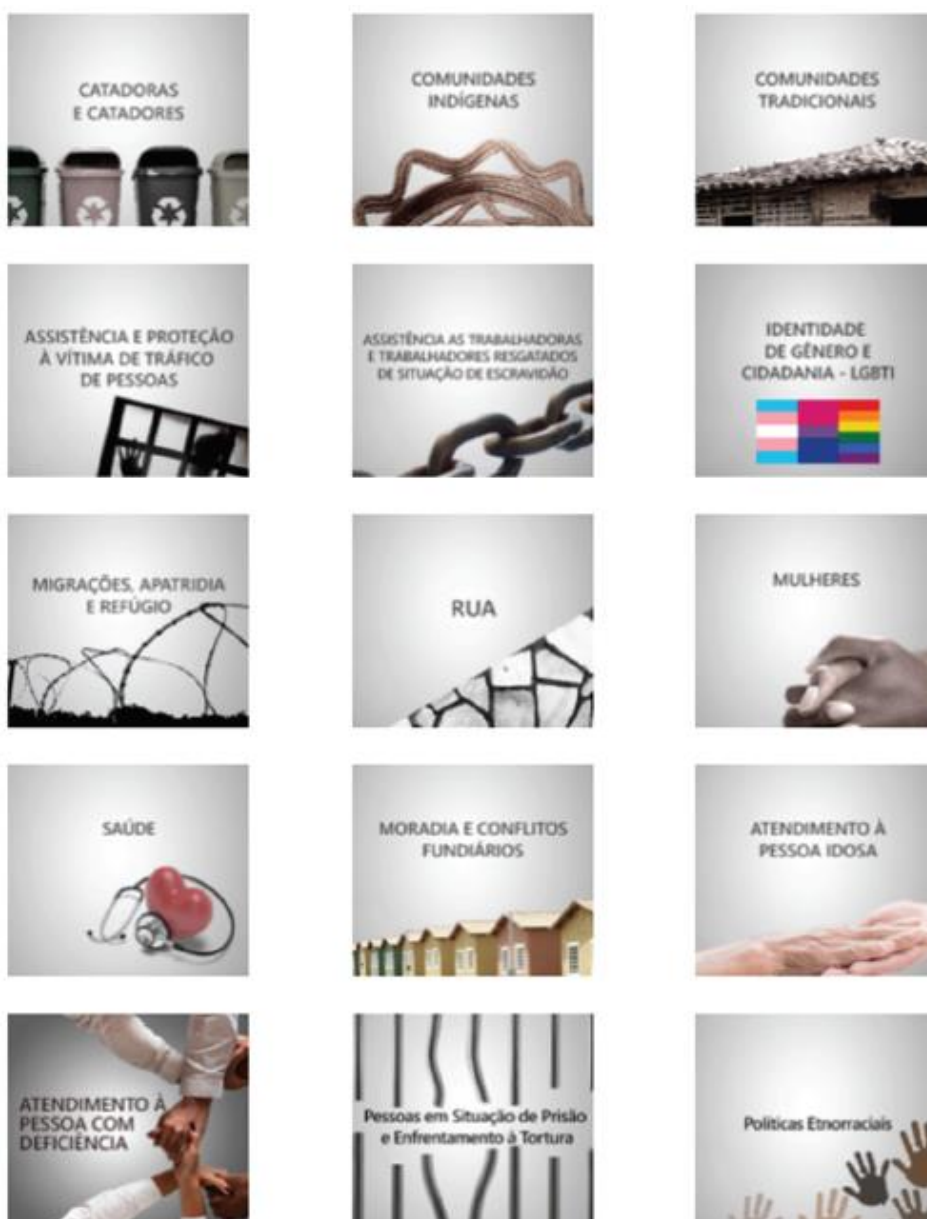 CATADORAS
E CATADORES
COMUNIDADES
INDÍGENAS
COMUNIDADES
TRADICIONAIS
ASSISTÊNCIA E PROTEÇÃO
À VÍTIMA DE TRÁFICO
DE PESSOAS
ASSISTÊNCIA AS TRABALHADORAS
E TRABALHADORES RESGATADOS
DE SITUAÇÃO DE ESCRAVIDÃO
IDENTIDADE
DE GÊNERO E
CIDADANIA - LGBTI
MIGRAÇÕES, APATRIDIA
E REFÚGIO
RUA
MULHERES
SAÚDE
MORADIA E CONFLITOS
FUNDIÁRIOS
ATENDIMENTO À
PESSOA IDOSA
ATENDIMENTO À
PESSOA COM
DEFICIÊNCIA
Pessoas em Situação de Prisão
e Enfrentamento à Tortura
Políticas Etnorraciais